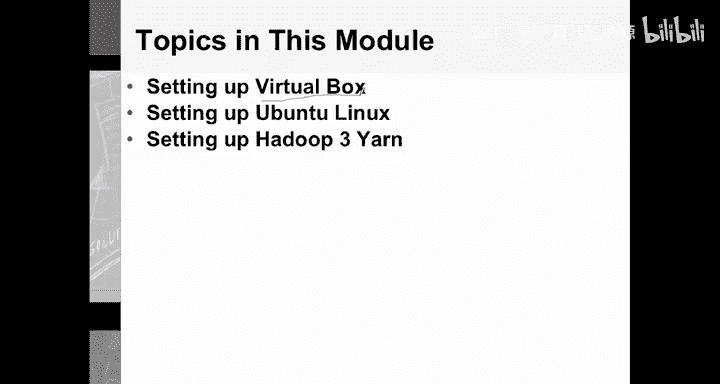 Topics in This Module
bilibili
• Setting up Virtual Box
• Setting up Ubuntu Linux
• Setting up Hadoop 3 Yarn